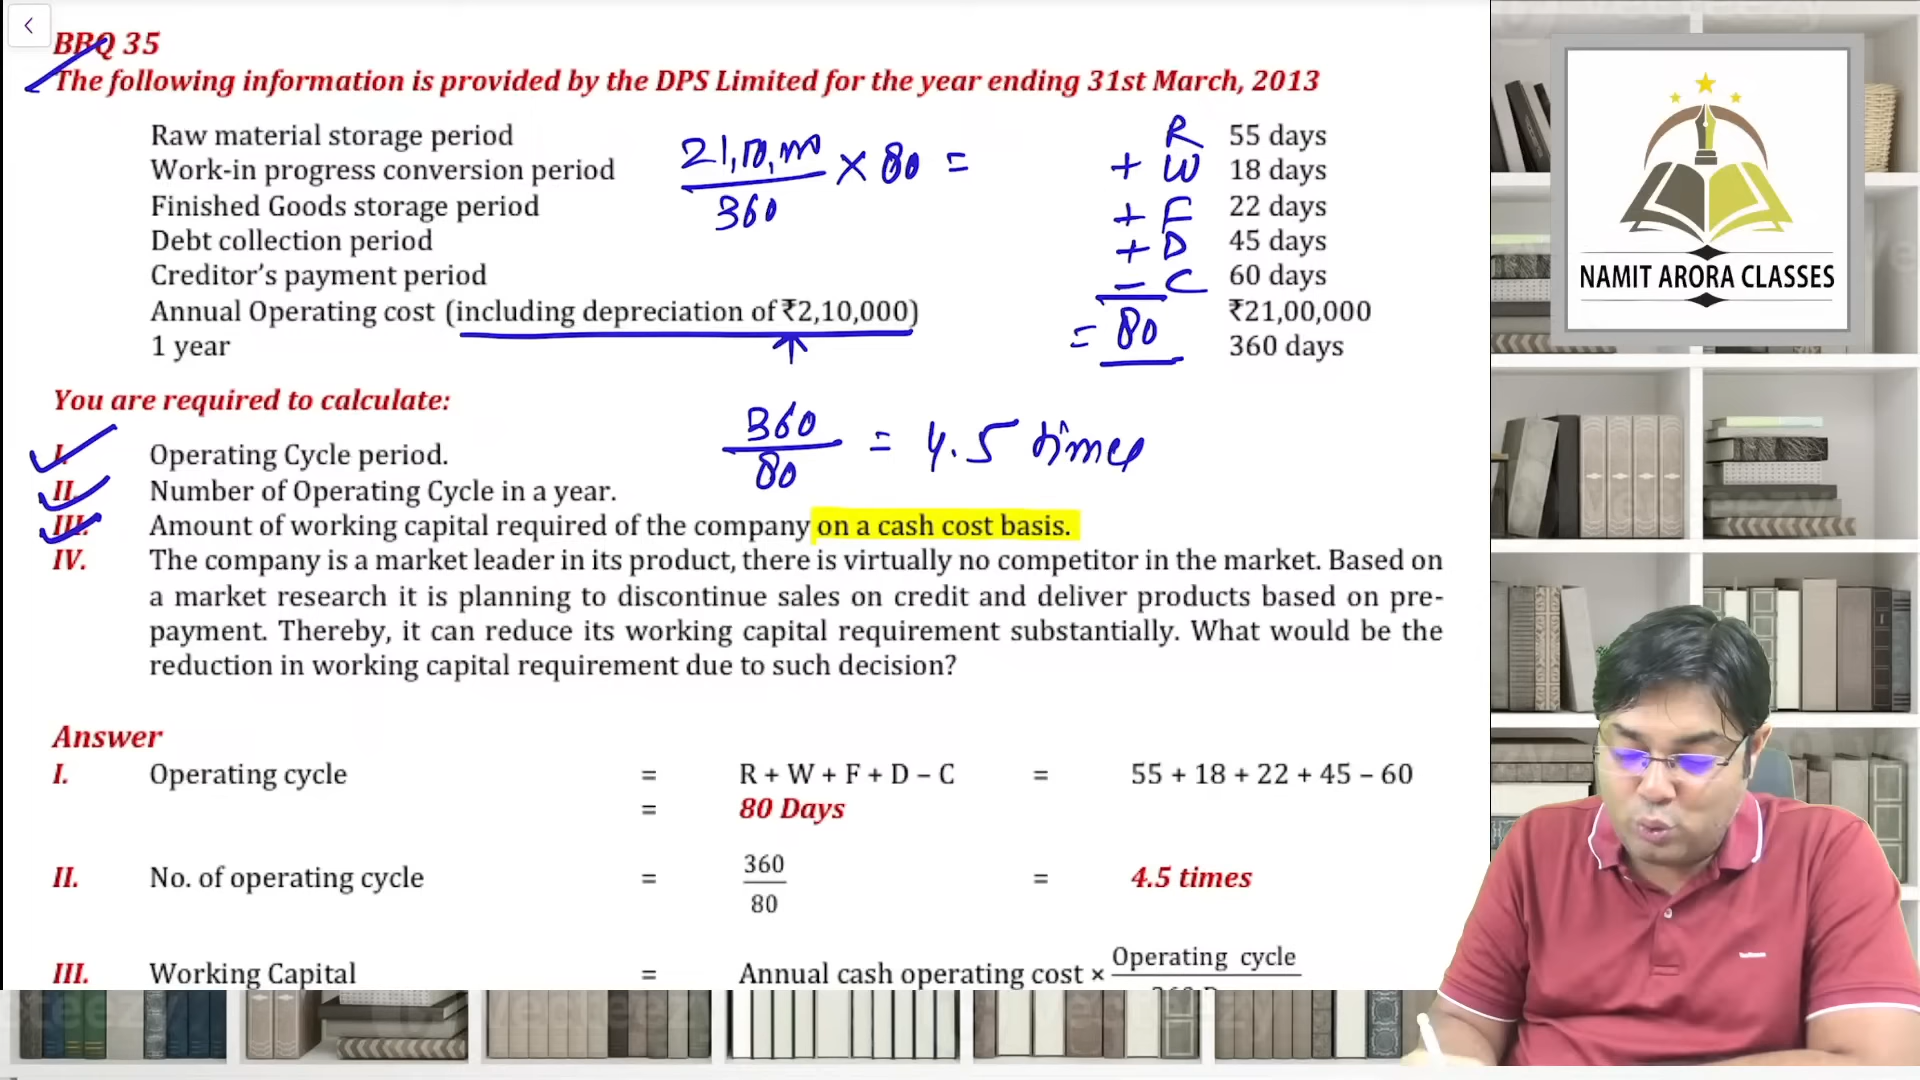 BBQ 35
The following information is provided by the DPS Limited for the year ending 31st March, 2013
Raw material storage period R 55 days
Work-in progress conversion period + W 18 days
Finished Goods storage period + F 22 days
Debt collection period + D 45 days
Creditor's payment period – C 60 days
Annual Operating cost (including depreciation of ₹2,10,000) ₹21,00,000
1 year = 80 360 days
360
× 80 =
You are required to calculate:
360
80
= 4.5 times
I. Operating Cycle period.
II. Number of Operating Cycle in a year.
III. Amount of working capital required of the company on a cash cost basis.
IV. The company is a market leader in its product, there is virtually no competitor in the market. Based on
a market research it is planning to discontinue sales on credit and deliver products based on pre-
payment. Thereby, it can reduce its working capital requirement substantially. What would be the
reduction in working capital requirement due to such decision?
Answer
I. Operating cycle = R + W + F + D – C = 55 + 18 + 22 + 45 – 60
= 80 Days
II. No. of operating cycle = 360
80
= 4.5 times
III. Working Capital = Annual cash operating cost × Operating cycle
NAMIT ARORA CLASSES